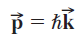 p⃗ = ħk⃗